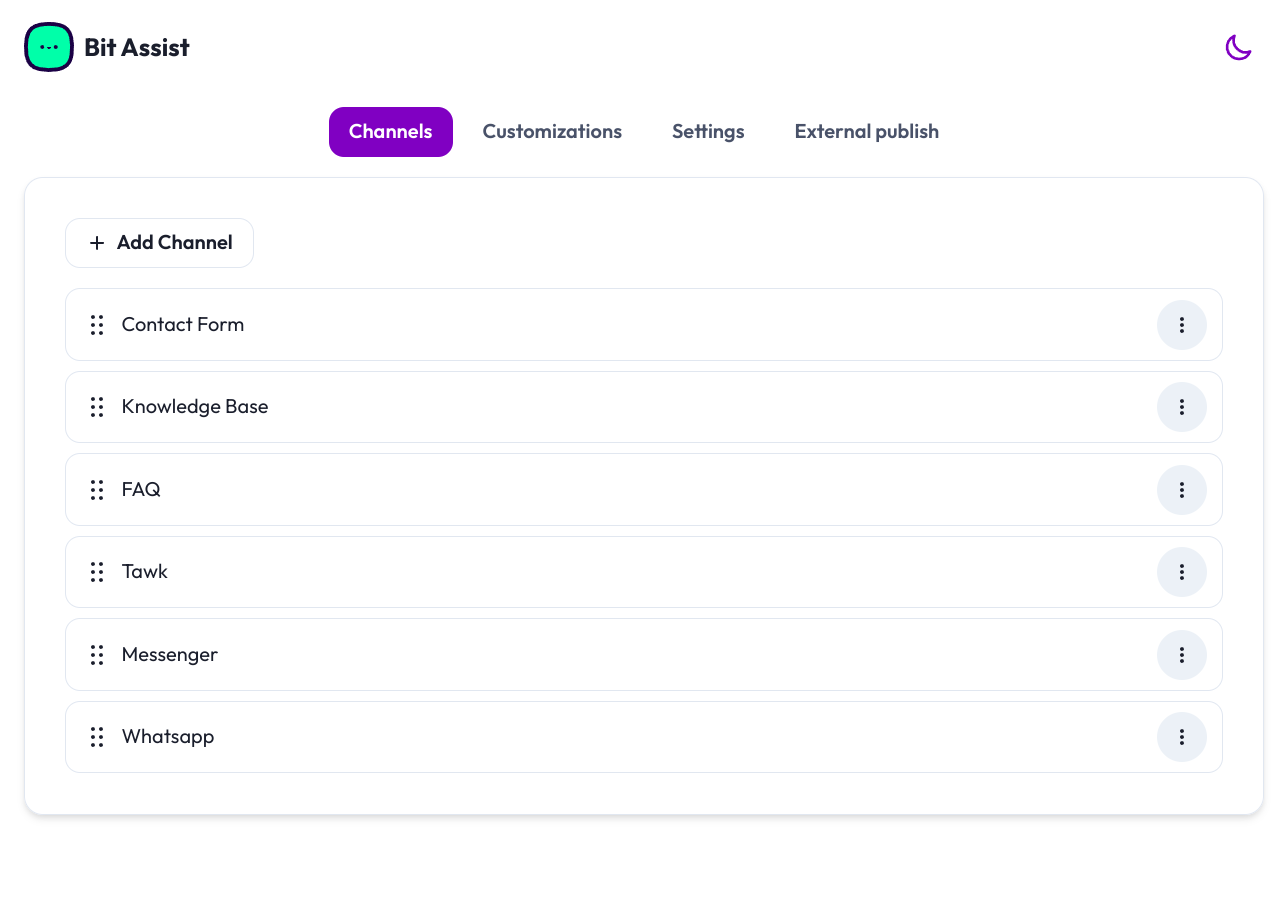 Bit Assist
Channels Customizations Settings External publish
Add Channel
Contact Form
Knowledge Base
FAQ
Tawk
Messenger
Whatsapp